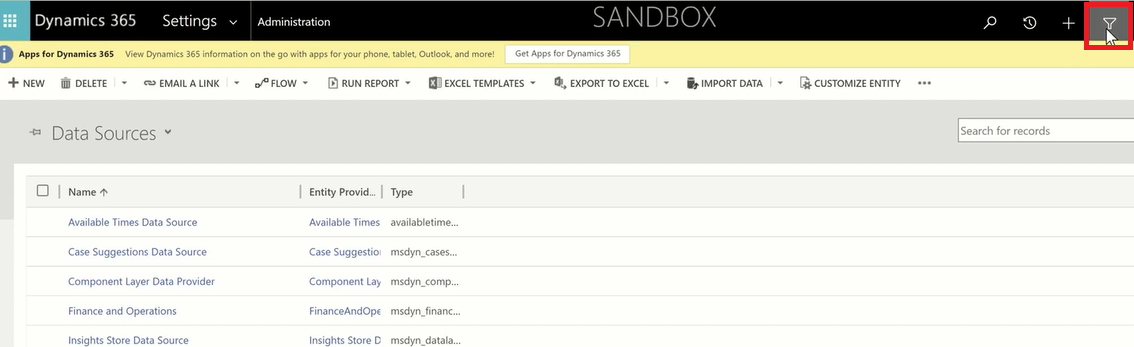 Dynamics 365 Settings Administration SANDBOX
Apps for Dynamics 365 View Dynamics 365 information on the go with apps for your phone, tablet, Outlook, and more! Get Apps for Dynamics 365
NEW DELETE EMAIL A LINK FLOW RUN REPORT EXCEL TEMPLATES EXPORT TO EXCEL IMPORT DATA CUSTOMIZE ENTITY
Data Sources Search for records
Name Entity Provid... Type
Available Times Data Source Available Times availabletime...
Case Suggestions Data Source Case Suggestio msdyn_cases...
Component Layer Data Provider Component Lay msdyn_comp...
Finance and Operations FinanceAndOpe msdyn_financ...
Insights Store Data Source Insights Store D msdyn_datala...